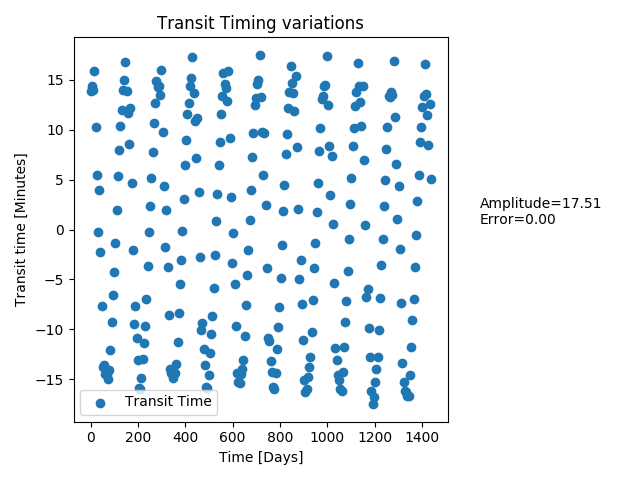 Transit Timing variations
Transit time [Minutes]
15
10
5
0
−5
−10
−15
Transit Time
0 200 400 600 800 1000 1200 1400
Time [Days]
Amplitude=17.51
Error=0.00